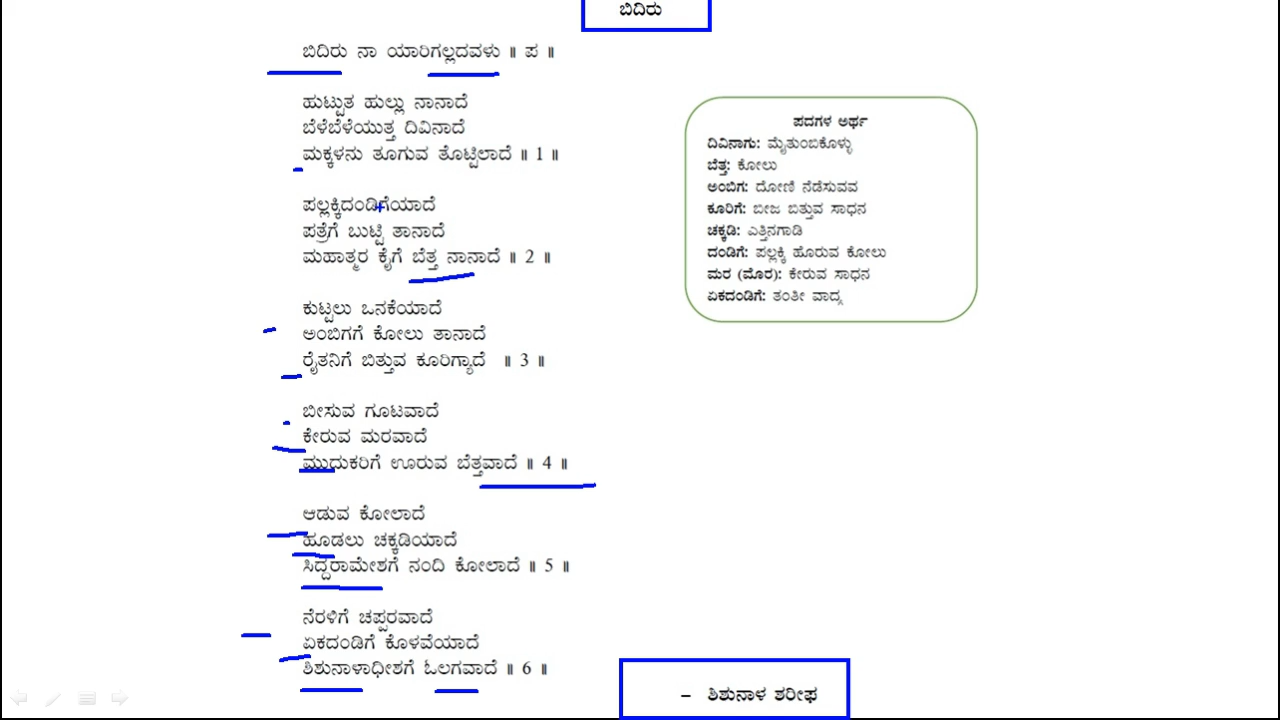 ಬಿದಿರು
ಬಿದಿರು ನಾ ಯಾರಿಗಲ್ಲದವಳು ॥ ಪ ॥
ಹುಟ್ಟುತ ಹುಲ್ಲು ನಾನಾದೆ
ಬೆಳೆಬೆಳೆಯುತ್ತ ದಿವಿನಾದೆ
ಮಕ್ಕಳನು ತೂಗುವ ತೊಟ್ಟಿಲಾದೆ ॥ 1 ॥
ಪಲ್ಲಕ್ಕಿದಂಡಿಗೆಯಾದೆ
ಪತ್ರೆಗೆ ಬುಟ್ಟಿ ತಾನಾದೆ
ಮಹಾತ್ಮರ ಕೈಗೆ ಬೆತ್ತ ನಾನಾದೆ ॥ 2 ॥
ಕುಟ್ಟಲು ಒನಕೆಯಾದೆ
ಅಂಬಿಗಗೆ ಕೋಲು ತಾನಾದೆ
ರೈತನಿಗೆ ಬಿತ್ತುವ ಕೂರಿಗ್ಯಾದೆ ॥ 3 ॥
ಬೀಸುವ ಗೂಟವಾದೆ
ಕೇರುವ ಮರವಾದೆ
ಮುದುಕರಿಗೆ ಊರುವ ಬೆತ್ತವಾದೆ ॥ 4 ॥
ಆಡುವ ಕೋಲಾದೆ
ಹೂಡಲು ಚಕ್ಕಡಿಯಾದೆ
ಸಿದ್ದರಾಮೇಶಗೆ ನಂದಿ ಕೋಲಾದೆ ॥ 5 ॥
ನೆರಳಿಗೆ ಚಪ್ಪರವಾದೆ
ಏಕದಂಡಿಗೆ ಕೊಳವೆಯಾದೆ
ಶಿಶುನಾಳಾಧೀಶಗೆ ಓಲಗವಾದೆ ॥ 6 ॥
ಪದಗಳ ಅರ್ಥ
ದಿವಿನಾಗು: ಮೈತುಂಬಿಕೊಳ್ಳು
ಬೆತ್ತ: ಕೋಲು
ಅಂಬಿಗ: ದೋಣಿ ನೆಡೆಸುವವ
ಕೂರಿಗೆ: ಬೀಜ ಬಿತ್ತುವ ಸಾಧನ
ಚಕ್ಕಡಿ: ಎತ್ತಿನಗಾಡಿ
ದಂಡಿಗೆ: ಪಲ್ಲಕ್ಕಿ ಹೊರುವ ಕೋಲು
ಮರ (ಮೊರ): ಕೇರುವ ಸಾಧನ
ಏಕದಂಡಿಗೆ: ತಂತೀ ವಾದ್ಯ
– ಶಿಶುನಾಳ ಶರೀಫ